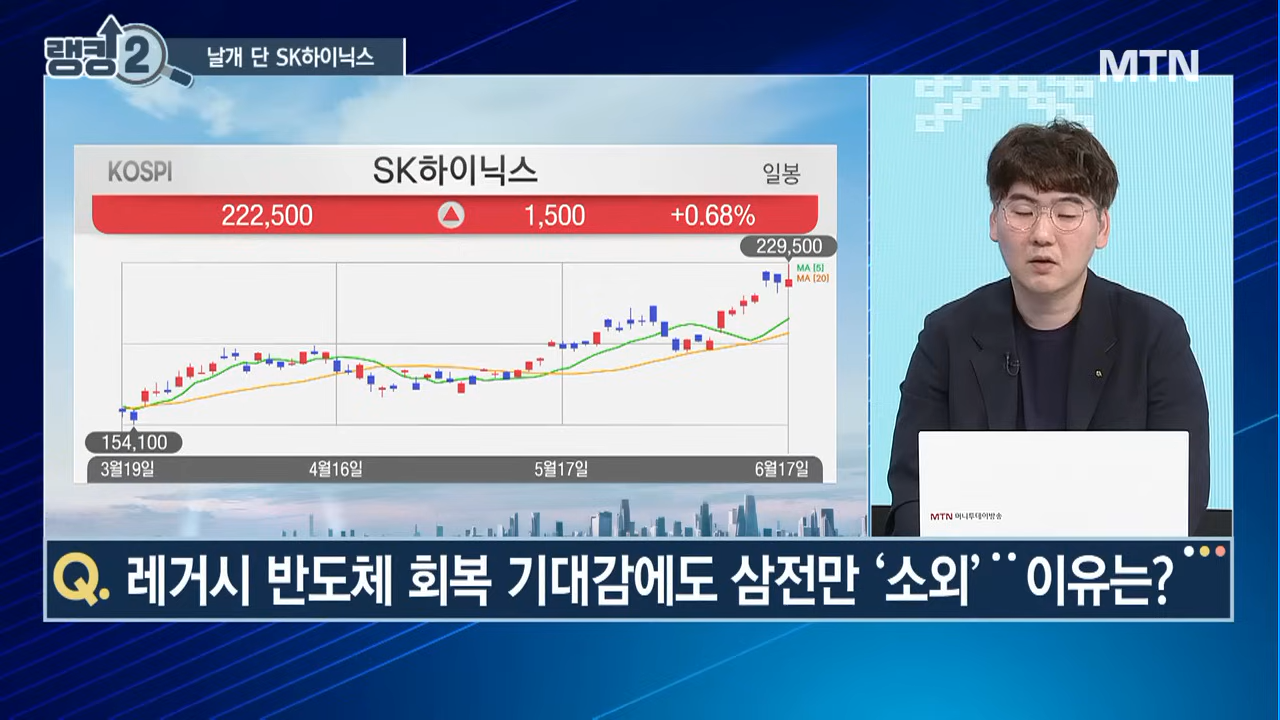 랭킹 2
날개 단 SK하이닉스
MTN
KOSPI
SK하이닉스
일봉
222,500 ▲ 1,500 +0.68%
229,500
MA [5]
MA [20]
154,100
3월19일 4월16일 5월17일 6월17일
MTN 머니투데이방송
Q. 레거시 반도체 회복 기대감에도 삼전만 ‘소외’¨ 이유는?